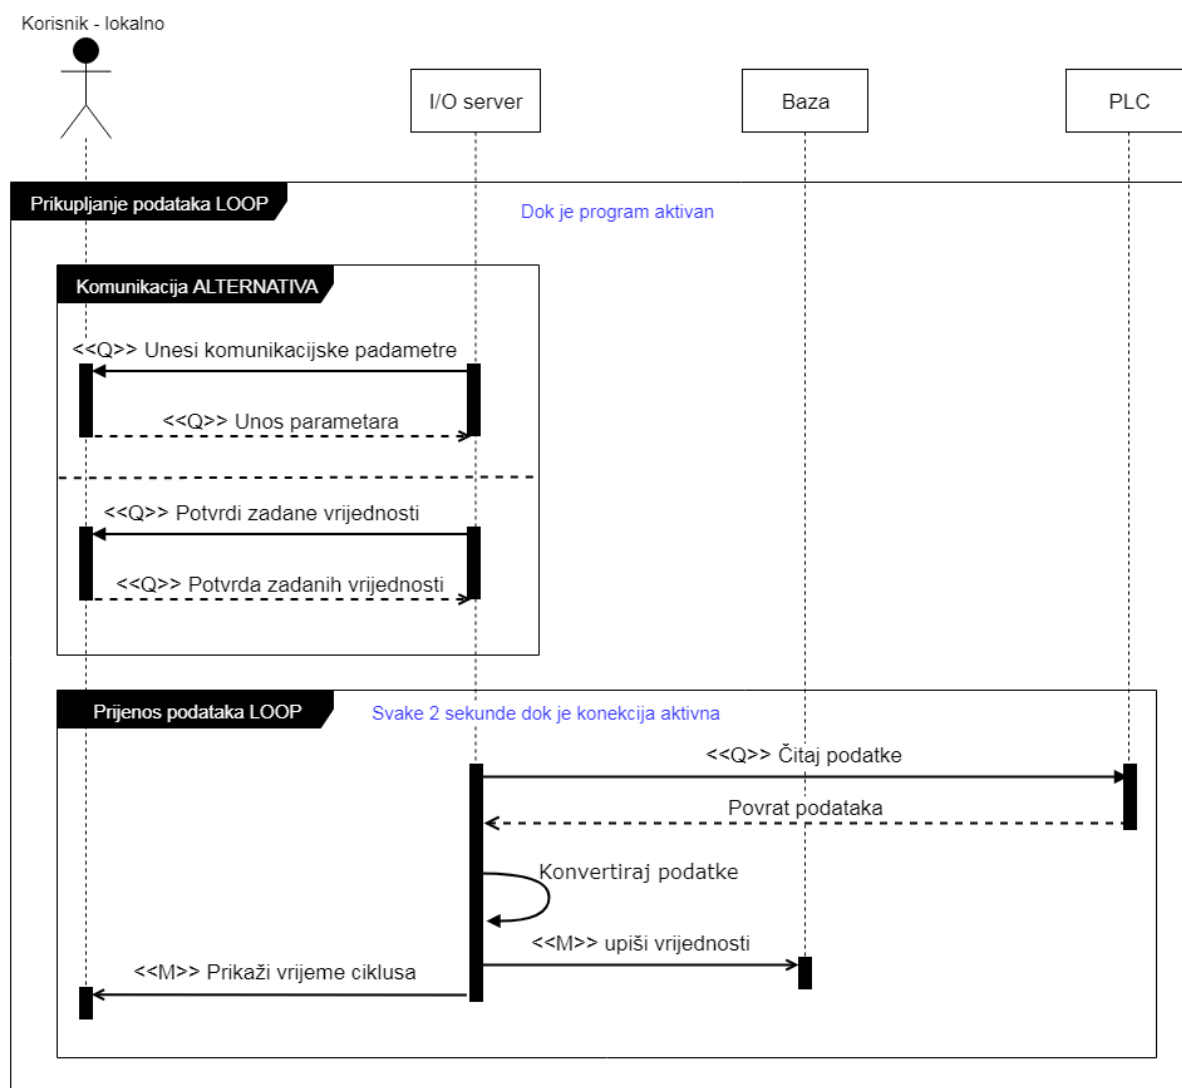 Korisnik - lokalno
I/O server
Baza
PLC
Prikupljanje podataka LOOP
Dok je program aktivan
Komunikacija ALTERNATIVA
<<Q>> Unesi komunikacijske padametre
<<Q>> Unos parametara
<<Q>> Potvrdi zadane vrijednosti
<<Q>> Potvrda zadanih vrijednosti
Prijenos podataka LOOP
Svake 2 sekunde dok je konekcija aktivna
<<Q>> Čitaj podatke
Povrat podataka
Konvertiraj podatke
<<M>> upiši vrijednosti
<<M>> Prikaži vrijeme ciklusa